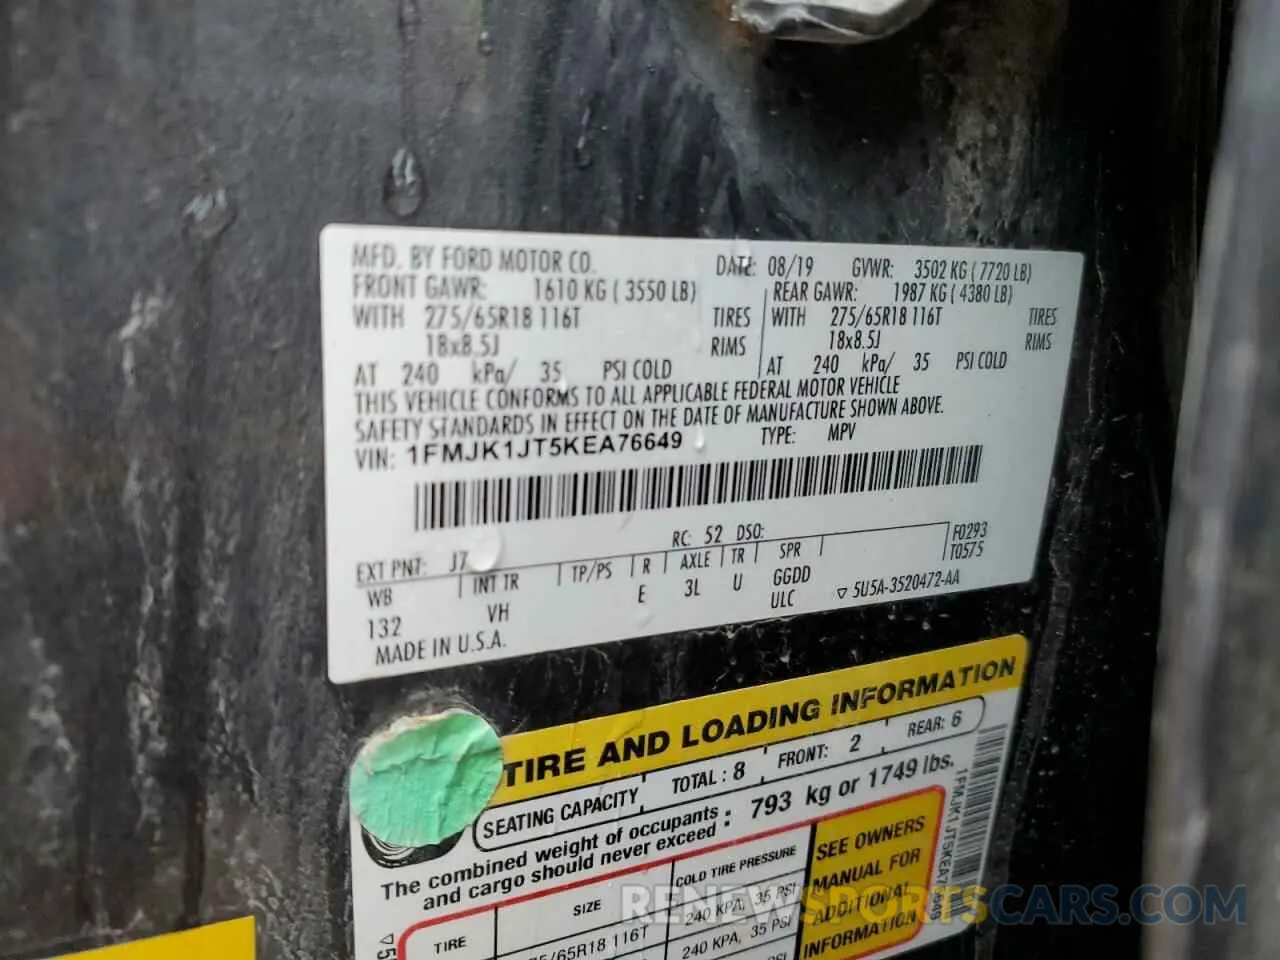 MFD. BY FORD MOTOR CO. DATE: 08/19 GVWR: 3502 KG ( 7720 LB)
FRONT GAWR: 1610 KG ( 3550 LB) REAR GAWR: 1987 KG ( 4380 LB)
WITH 275/65R18 116T TIRES WITH 275/65R18 116T TIRES
18x8.5J RIMS 18x8.5J RIMS
AT 240 kPa/ 35 PSI COLD AT 240 kPa/ 35 PSI COLD
THIS VEHICLE CONFORMS TO ALL APPLICABLE FEDERAL MOTOR VEHICLE
SAFETY STANDARDS IN EFFECT ON THE DATE OF MANUFACTURE SHOWN ABOVE.
VIN: 1FMJK1JT5KEA76649 TYPE: MPV
RC: 52 DSO: F0293
EXT PNT: J7 T0575
WB INT TR TP/PS R AXLE TR SPR
132 VH E 3L U GGDD
ULC ▽ 5U5A-3520472-AA
MADE IN U.S.A.
TIRE AND LOADING INFORMATION
SEATING CAPACITY TOTAL : 8 FRONT: 2 REAR: 6
The combined weight of occupants and cargo should never exceed : 793 kg or 1749 lbs.
TIRE SIZE COLD TIRE PRESSURE
65R18 116T 240 KPA, 35 PSI
240 KPA, 35 PSI
SEE OWNERS
MANUAL FOR
ADDITIONAL
INFORMATION
RENEWSPORTSCARS.COM